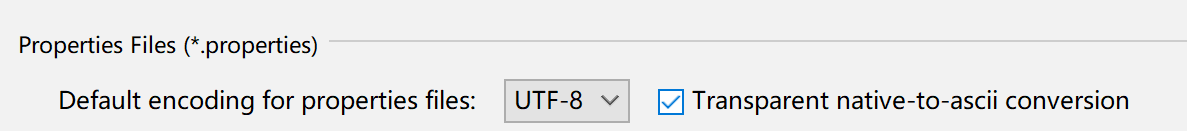 Properties Files (*.properties)
Default encoding for properties files: UTF-8 Transparent native-to-ascii conversion